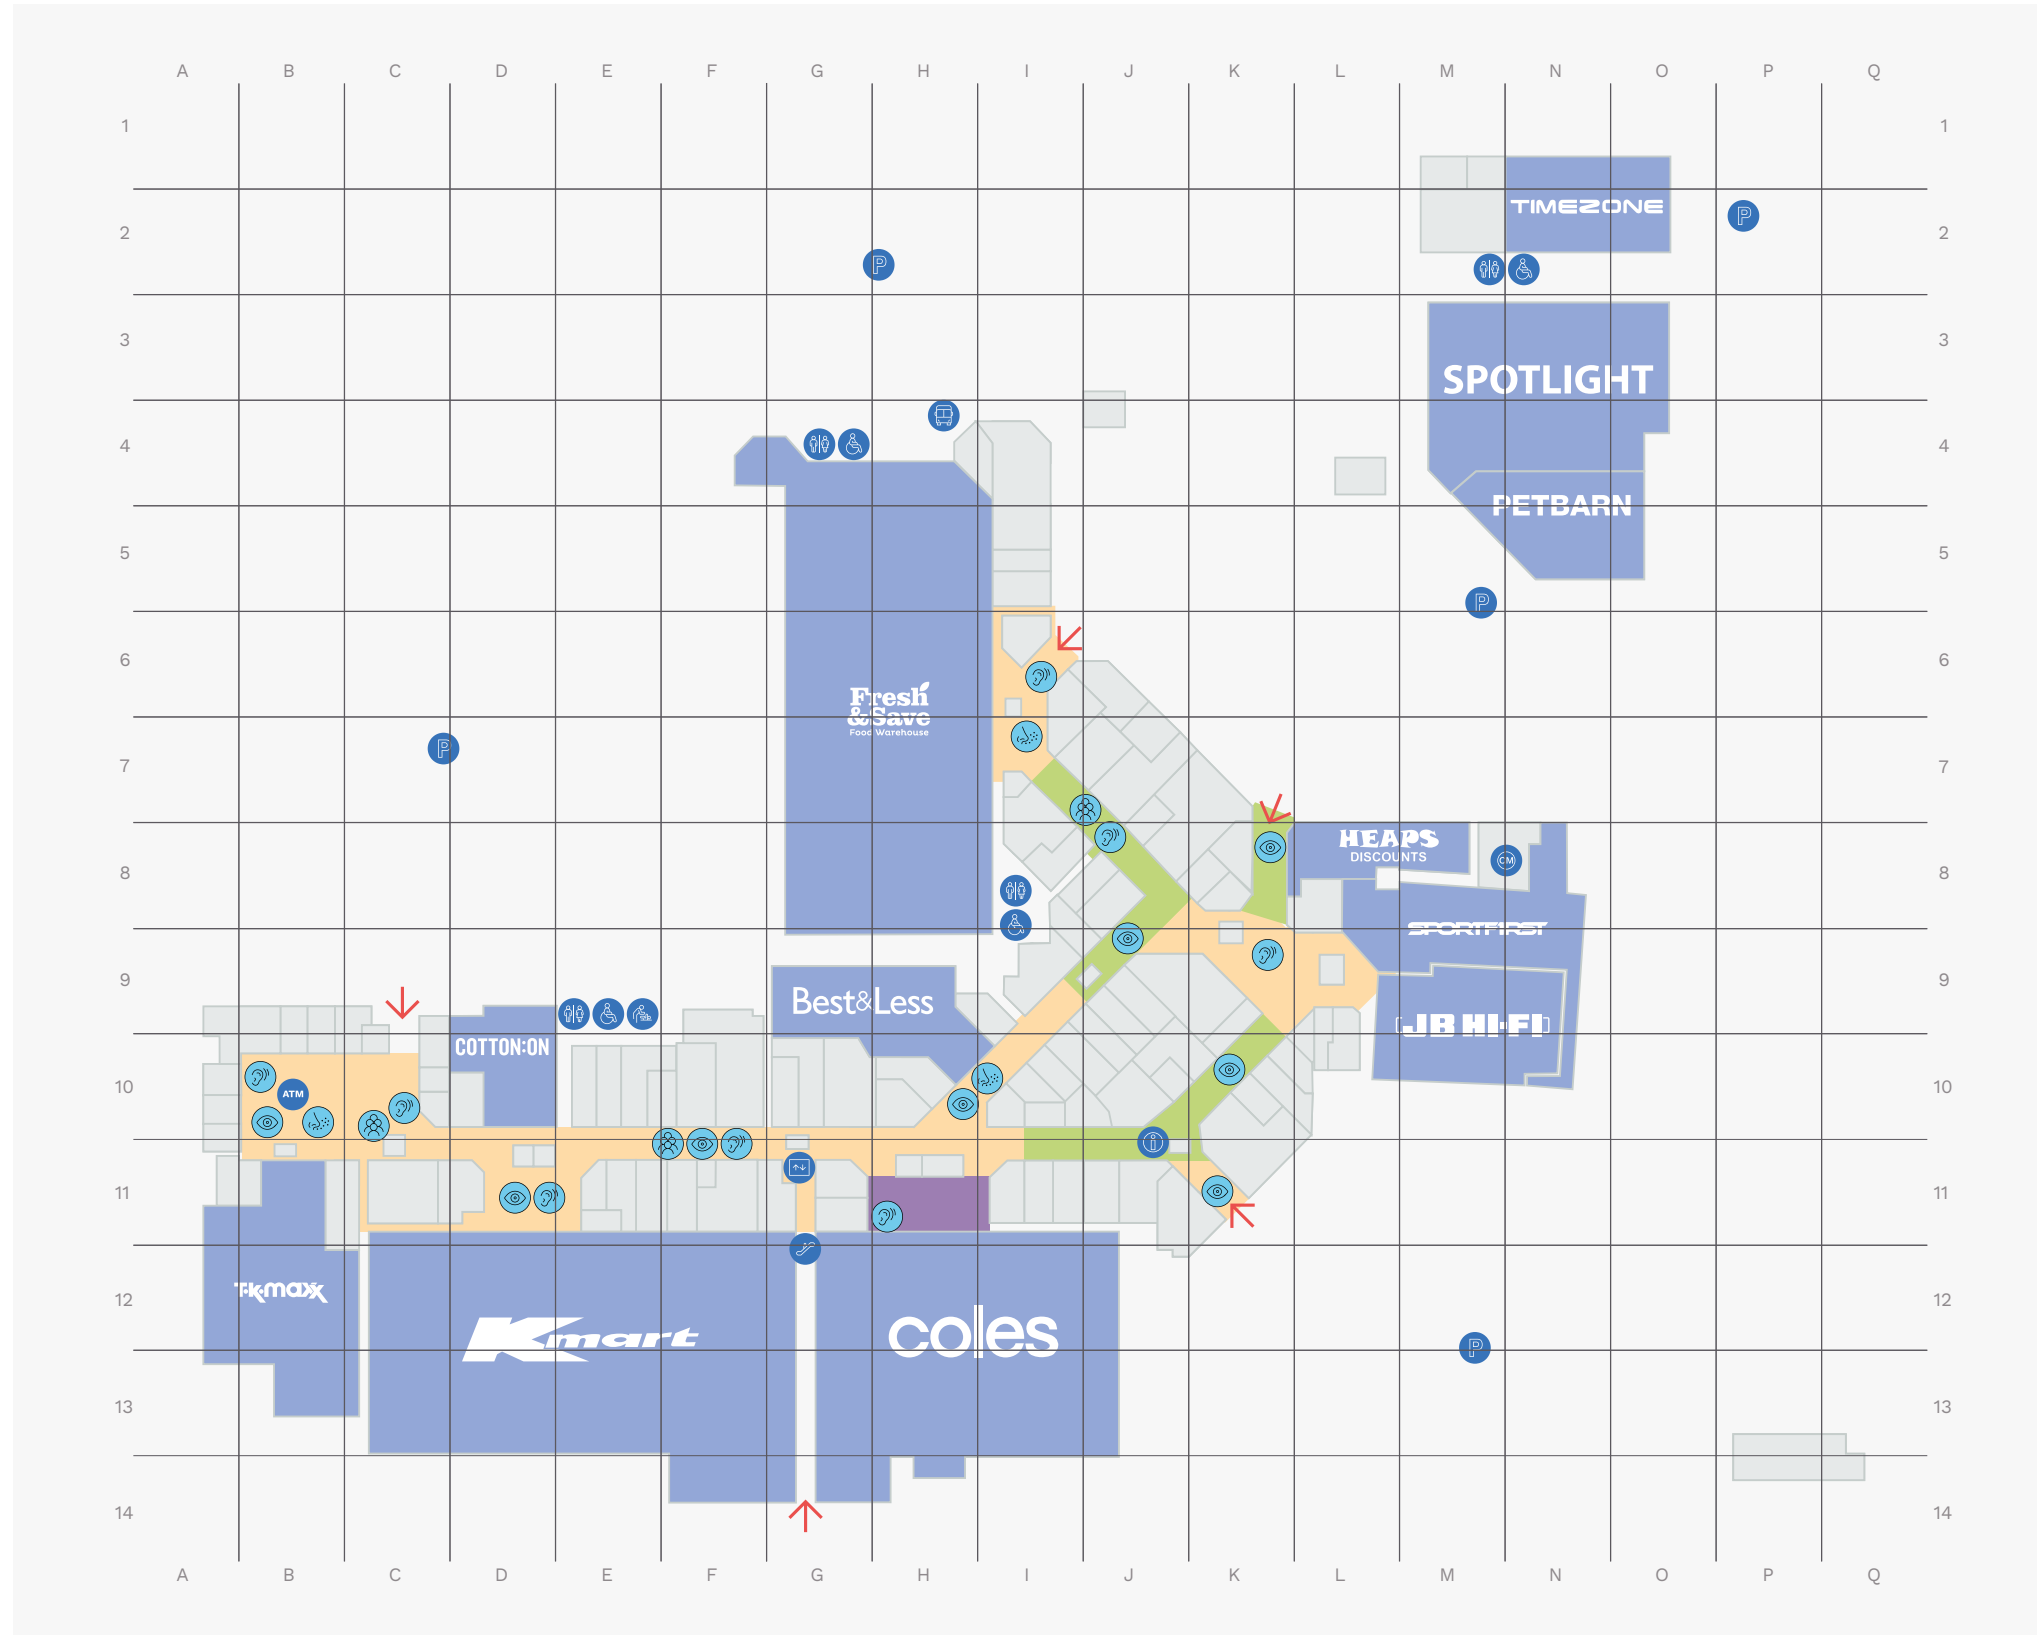 A B C D E F G H I J K L M N O P Q
1 1
TIMEZONE
2 P 2
P
3 3
SPOTLIGHT
4 4
PETBARN
5 5
P
6 6
Fresh
&Save
Food Warehouse
P
7 7
HEAPS
DISCOUNTS
CM
8 8
SPORTFIRST
9 9
Best&Less
JB HI-FI
COTTON:ON
10 10
ATM
i
11 11
TK maxx
12 12
Kmart
coles
P
13 13
14 14
A B C D E F G H I J K L M N O P Q